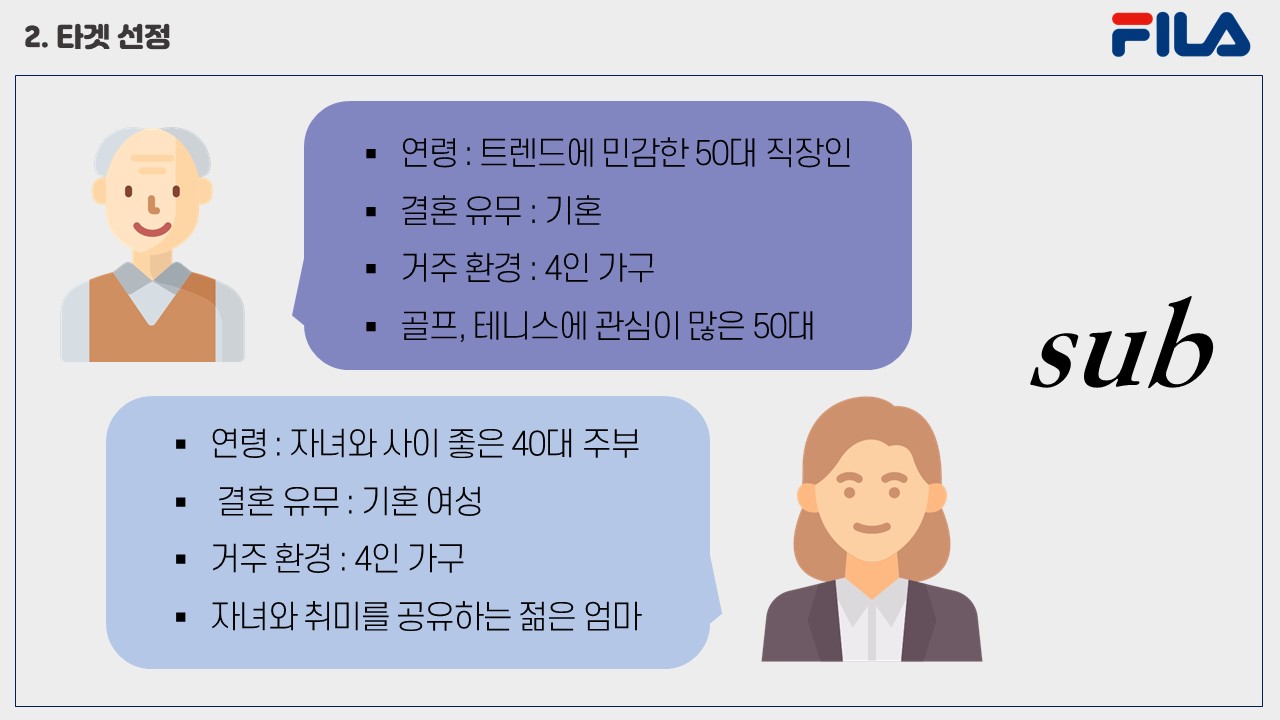 2. 타겟 선정
FILA
▪ 연령 : 트렌드에 민감한 50대 직장인
▪ 결혼 유무 : 기혼
▪ 거주 환경 : 4인 가구
▪ 골프, 테니스에 관심이 많은 50대
sub
▪ 연령 : 자녀와 사이 좋은 40대 주부
▪ 결혼 유무 : 기혼 여성
▪ 거주 환경 : 4인 가구
▪ 자녀와 취미를 공유하는 젊은 엄마